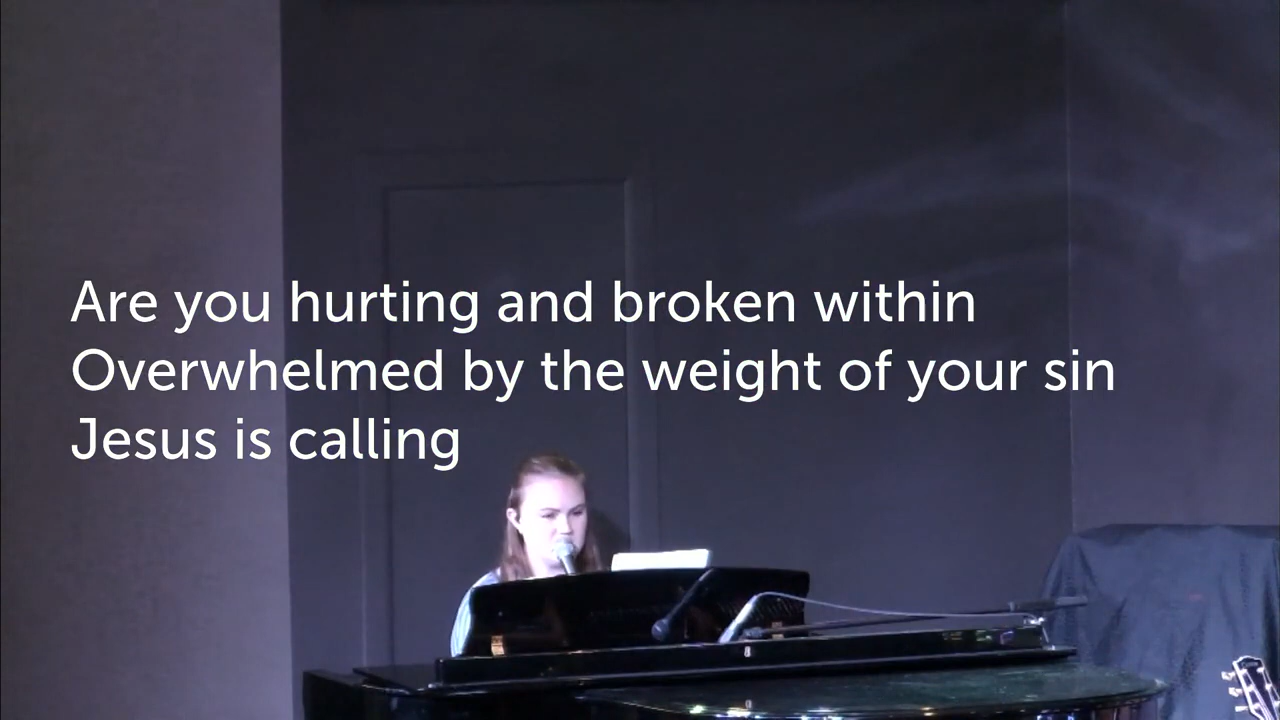 Are you hurting and broken within
Overwhelmed by the weight of your sin
Jesus is calling